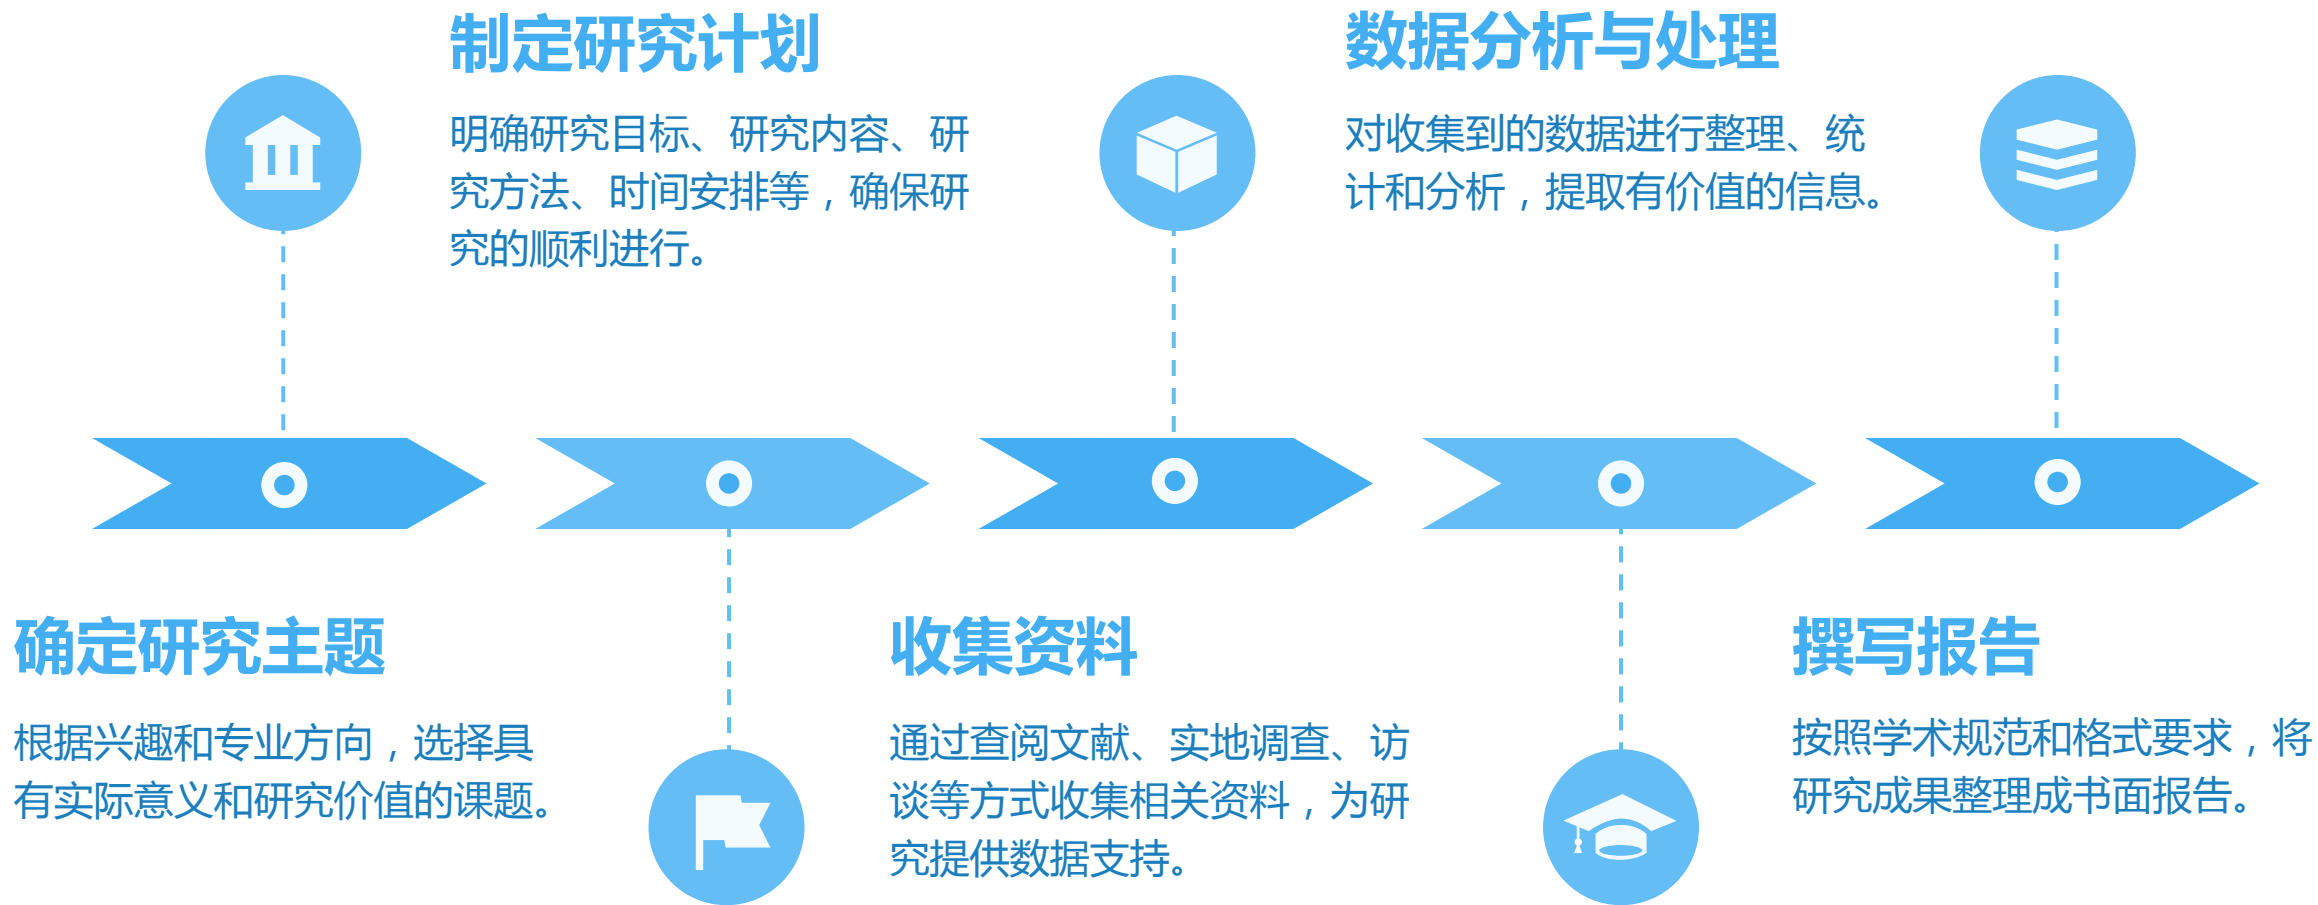 确定研究主题
根据兴趣和专业方向，选择具
有实际意义和研究价值的课题。
制定研究计划
明确研究目标、研究内容、研
究方法、时间安排等，确保研
究的顺利进行。
收集资料
通过查阅文献、实地调查、访
谈等方式收集相关资料，为研
究提供数据支持。
数据分析与处理
对收集到的数据进行整理、统
计和分析，提取有价值的信息。
撰写报告
按照学术规范和格式要求，将
研究成果整理成书面报告。